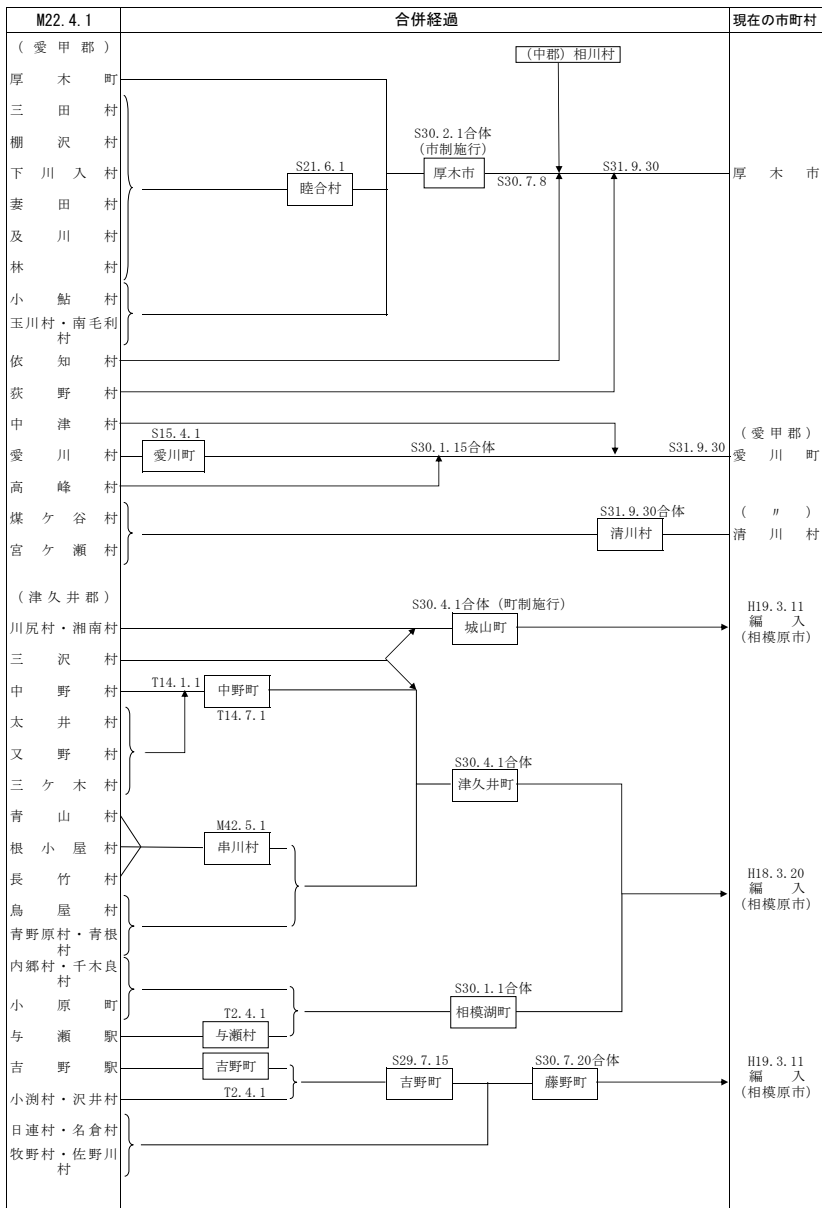 M22.4.1 合併経過 現在の市町村
(愛甲郡)
(中郡)相川村
厚木町
三田村
棚沢村
S30.2.1合体
(市制施行)
下川入村 S21.6.1 睦合村 厚木市 S30.7.8 S31.9.30 厚木市
妻田村
及川村
林村
小鮎村
玉川村・南毛利
村
依知村
荻野村
中津村
(愛甲郡)
愛川村 S15.4.1 愛川町 S30.1.15合体 S31.9.30 愛川町
高峰村
煤ケ谷村 S31.9.30合体 (〃)
清川村 清川村
宮ケ瀬村
(津久井郡)
S30.4.1合体(町制施行) H19.3.11
川尻村・湘南村 城山町 編入
(相模原市)
三沢村
中野村 T14.1.1 中野町
T14.7.1
太井村
又野村
S30.4.1合体
三ケ木村 津久井町
青山村
M42.5.1
根小屋村 串川村
長竹村
H18.3.20
編入
(相模原市)
鳥屋村
青野原村・青根
村
内郷村・千木良
村
S30.1.1合体
小原町 相模湖町
与瀬駅 T2.4.1 与瀬村
吉野駅 吉野町 S29.7.15 吉野町 S30.7.20合体 藤野町 H19.3.11
編入
(相模原市)
小渕村・沢井村 T2.4.1
日連村・名倉村
牧野村・佐野川
村